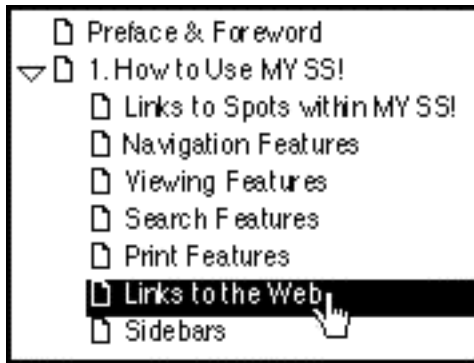 Preface & Foreword
1. How to Use MY SS!
Links to Spots within MY SS!
Navigation Features
Viewing Features
Search Features
Print Features
Links to the Web
Sidebars